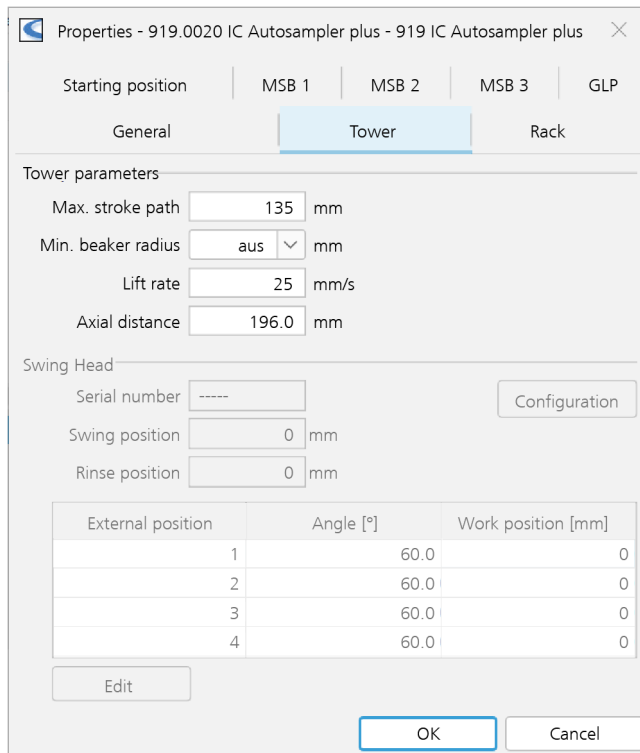 Properties - 919.0020 IC Autosampler plus - 919 IC Autosampler plus
Starting position MSB 1 MSB 2 MSB 3 GLP
General Tower Rack
Tower parameters
Max. stroke path 135 mm
Min. beaker radius aus mm
Lift rate 25 mm/s
Axial distance 196.0 mm
Swing Head
Serial number ----- Configuration
Swing position 0 mm
Rinse position 0 mm
External position Angle [°] Work position [mm]
1 60.0 0
2 60.0 0
3 60.0 0
4 60.0 0
Edit
OK Cancel